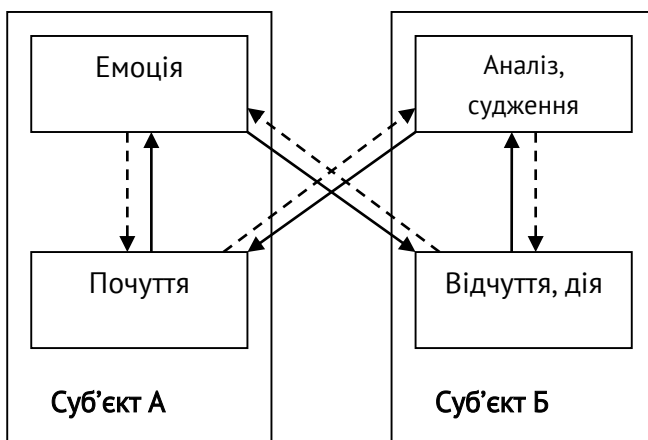 Емоція
Аналіз,
судження
Почуття
Відчуття, дія
Суб’єкт А
Суб’єкт Б